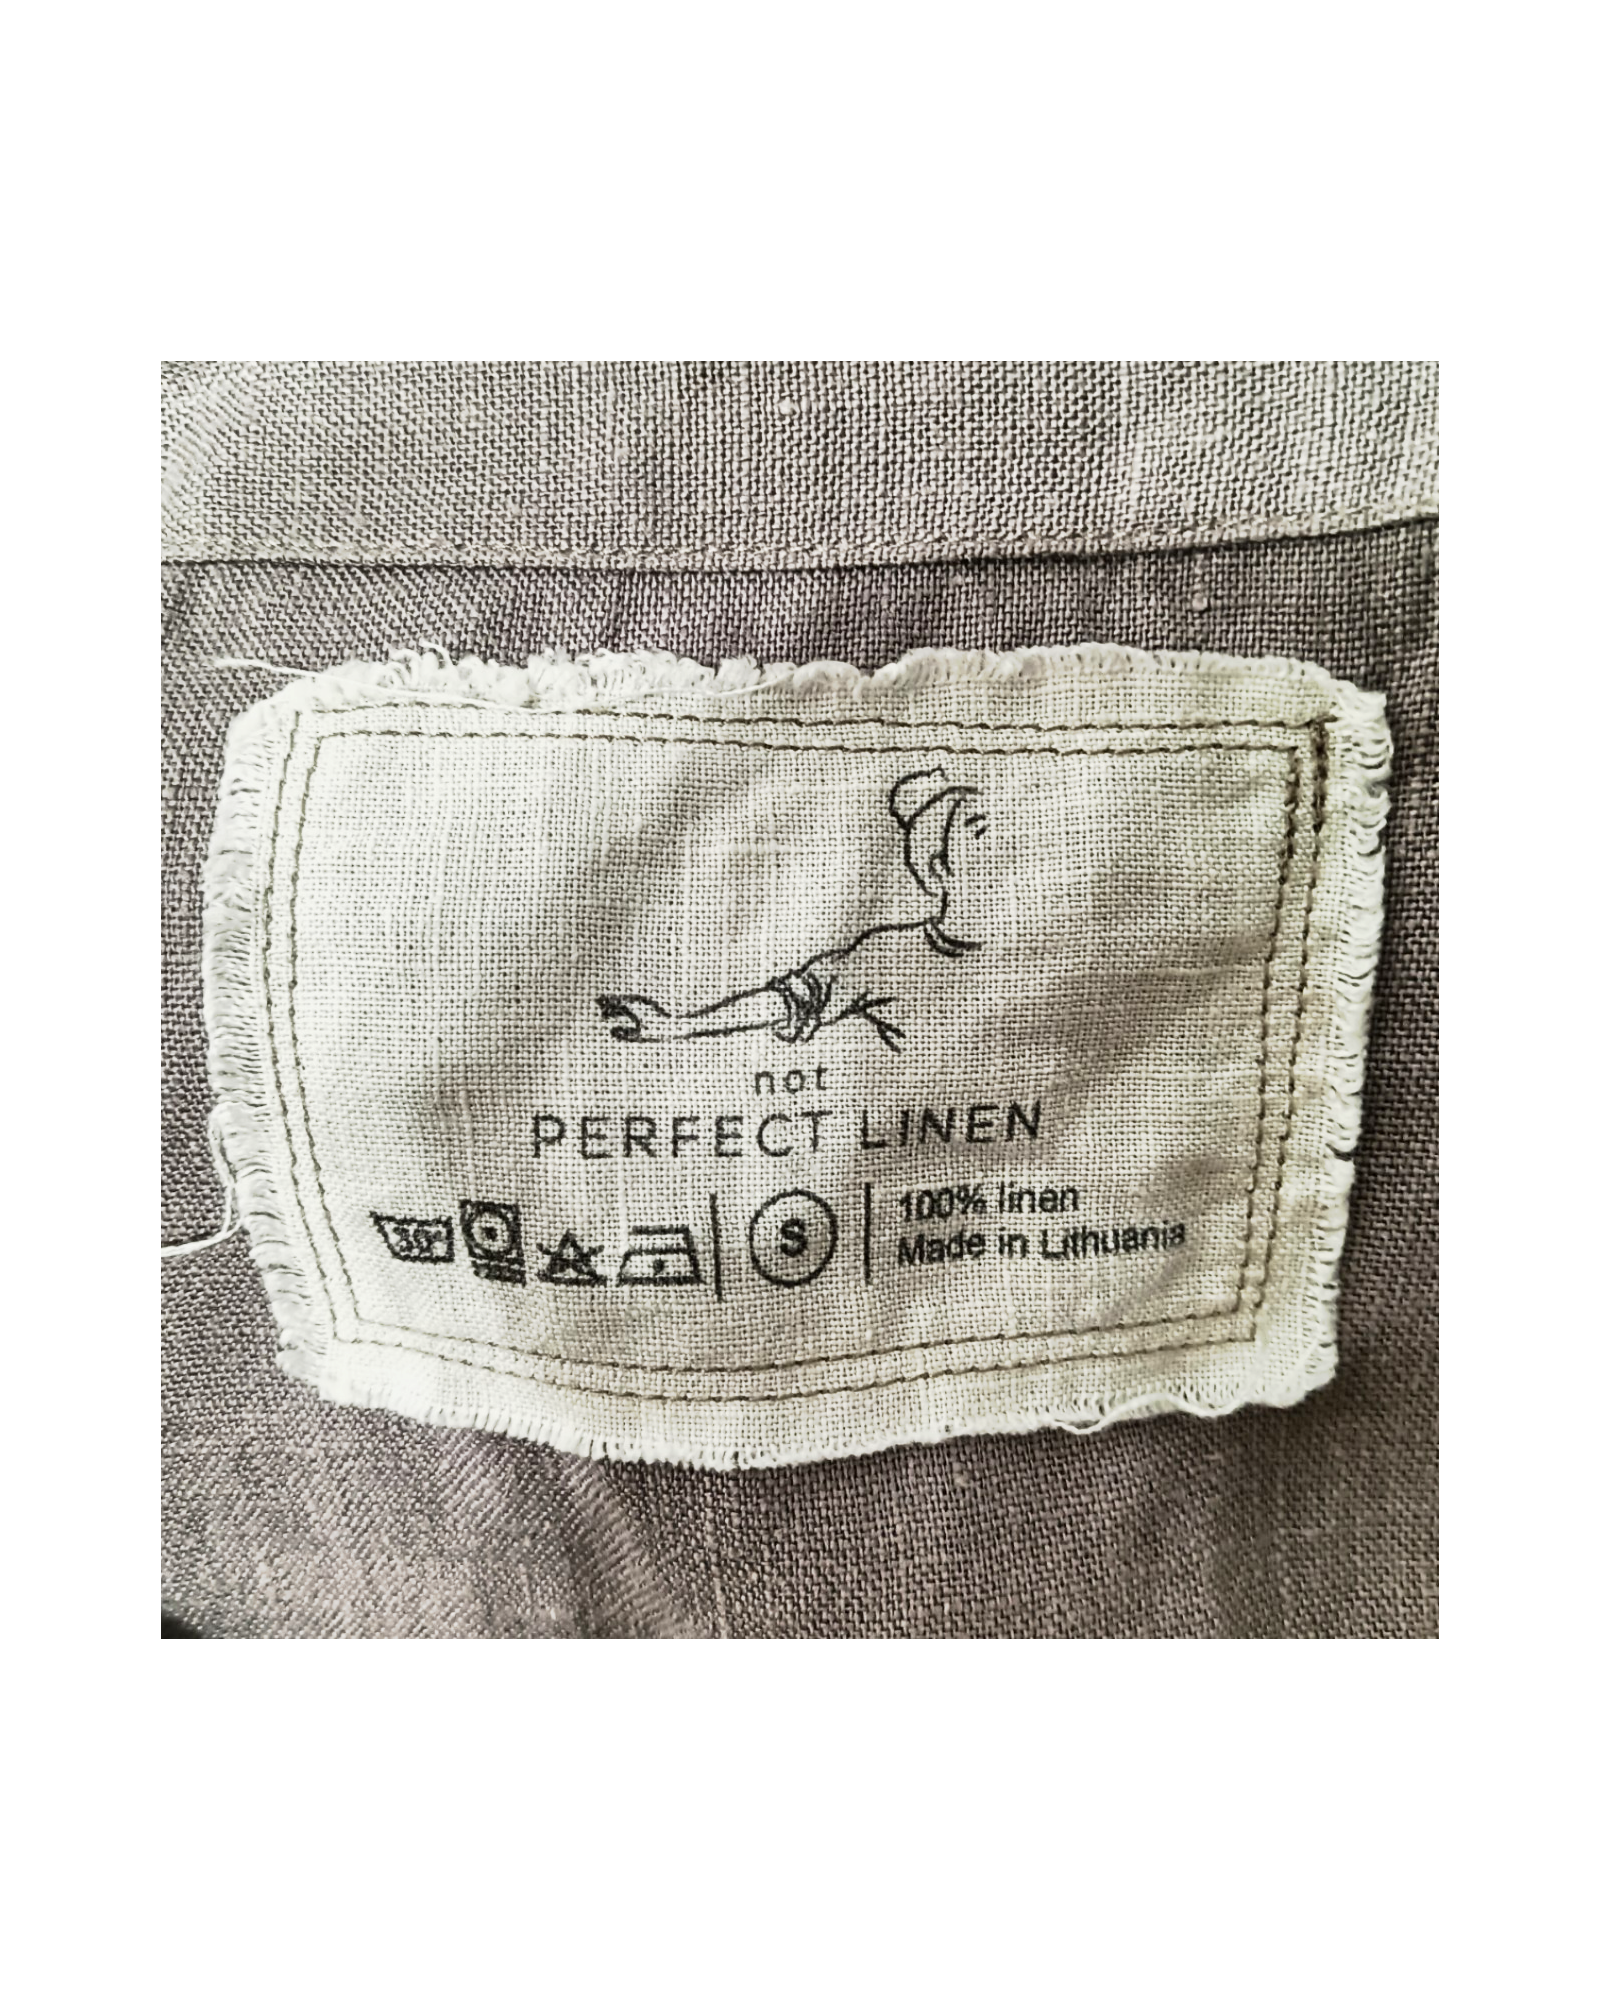 not
PERFECT LINEN
30°
S
100% linen
Made in Lithuania